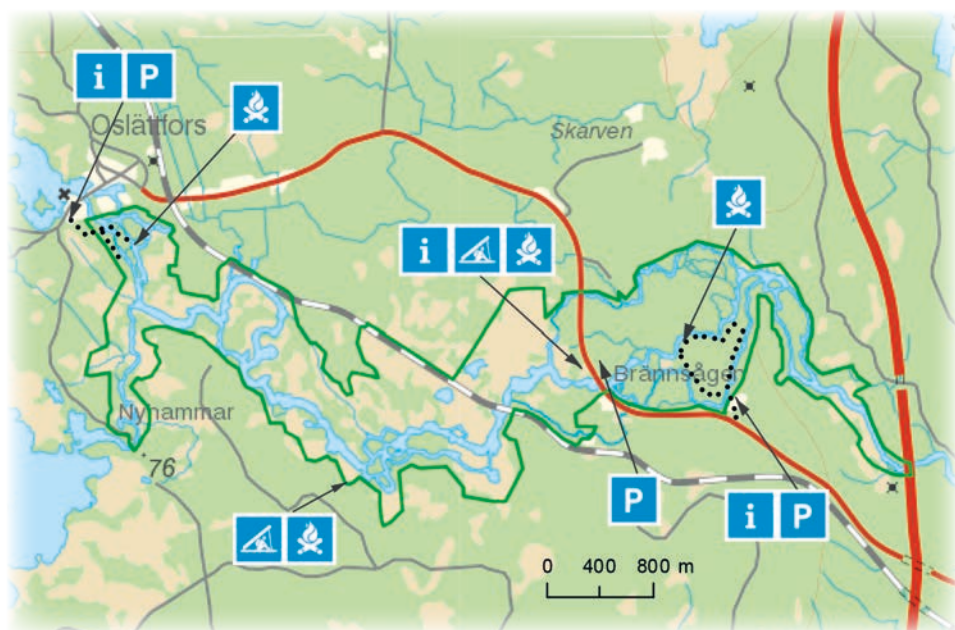 i P
Oslättfors
Skarven
i
Brännsågen
Nyhammar
76
P
i P
0 400 800 m